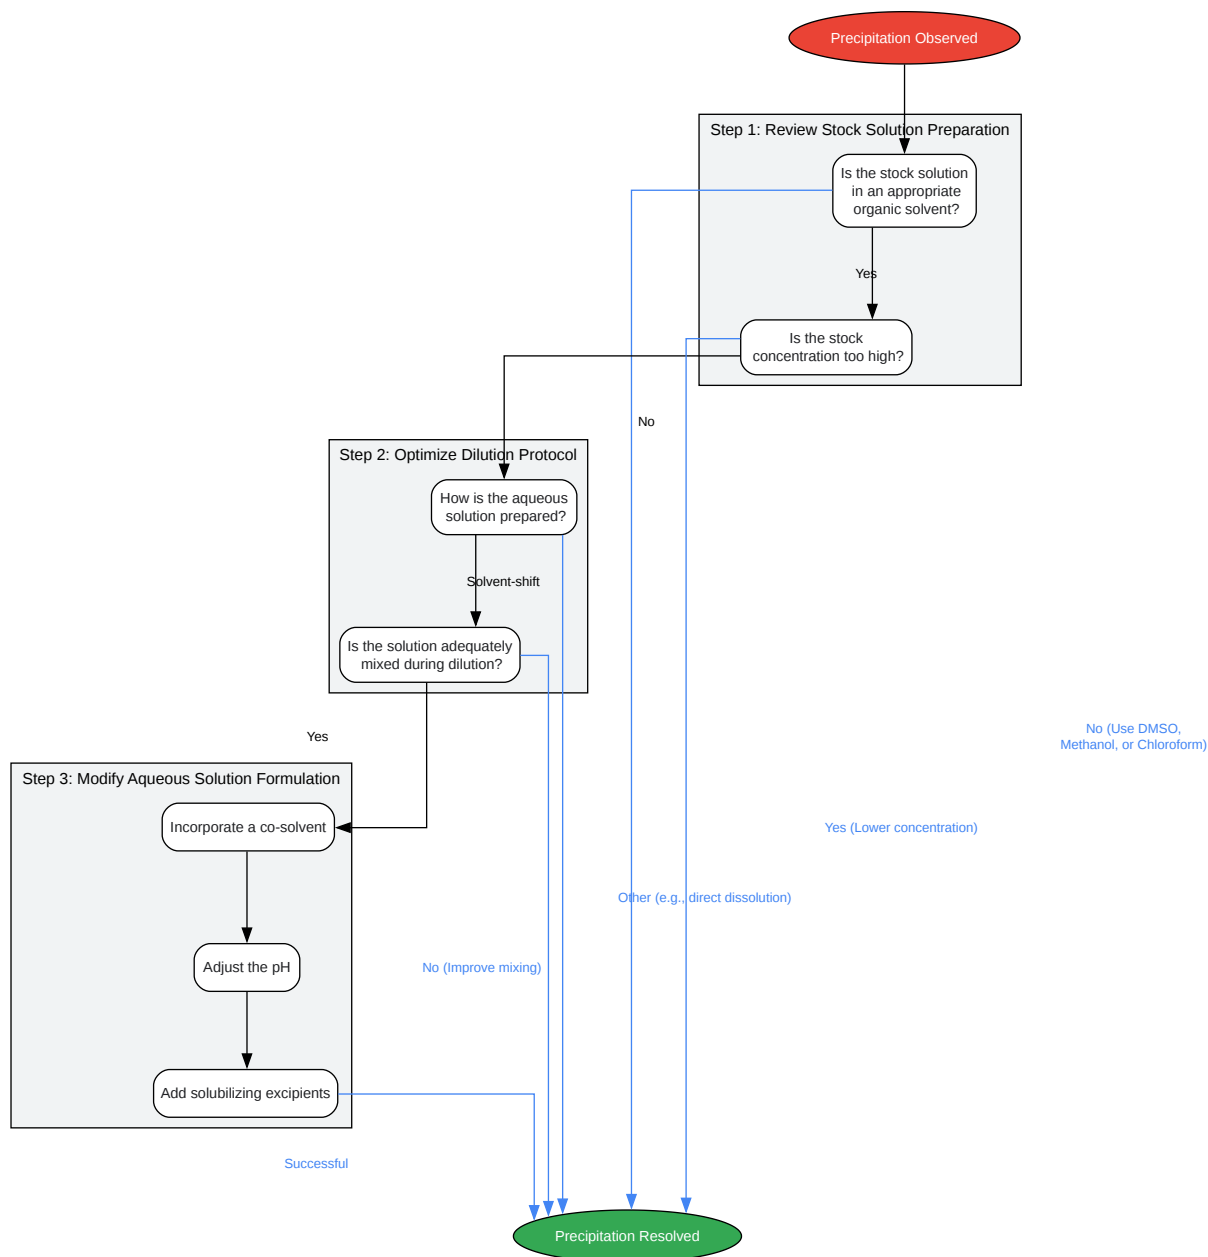 Precipitation Observed
Step 1: Review Stock Solution Preparation
Is the stock solution
in an appropriate
organic solvent?
Yes
Is the stock
concentration too high?
No
Step 2: Optimize Dilution Protocol
How is the aqueous
solution prepared?
Solvent-shift
Is the solution adequately
mixed during dilution?
No (Use DMSO,
Methanol, or Chloroform)
Yes
Step 3: Modify Aqueous Solution Formulation
Incorporate a co-solvent
Yes (Lower concentration)
Other (e.g., direct dissolution)
Adjust the pH
No (Improve mixing)
Add solubilizing excipients
Successful
Precipitation Resolved